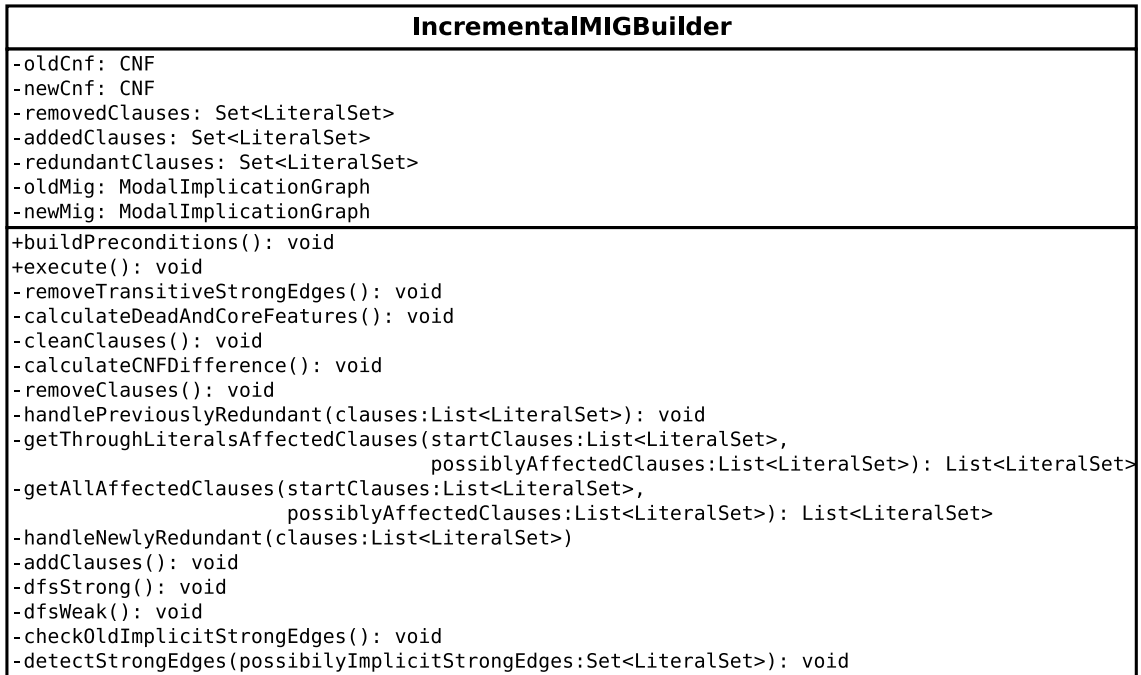 IncrementalMIGBuilder
-oldCnf: CNF
-newCnf: CNF
-removedClauses: Set<LiteralSet>
-addedClauses: Set<LiteralSet>
-redundantClauses: Set<LiteralSet>
-oldMig: ModalImplicationGraph
-newMig: ModalImplicationGraph
+buildPreconditions(): void
+execute(): void
-removeTransitiveStrongEdges(): void
-calculateDeadAndCoreFeatures(): void
-cleanClauses(): void
-calculateCNFDifference(): void
-removeClauses(): void
-handlePreviouslyRedundant(clauses:List<LiteralSet>): void
-getThroughLiteralsAffectedClauses(startClauses:List<LiteralSet>,
possiblyAffectedClauses:List<LiteralSet>): List<LiteralSet>
-getAllAffectedClauses(startClauses:List<LiteralSet>,
possiblyAffectedClauses:List<LiteralSet>): List<LiteralSet>
-handleNewlyRedundant(clauses:List<LiteralSet>)
-addClauses(): void
-dfsStrong(): void
-dfsWeak(): void
-checkOldImplicitStrongEdges(): void
-detectStrongEdges(possibilyImplicitStrongEdges:Set<LiteralSet>): void